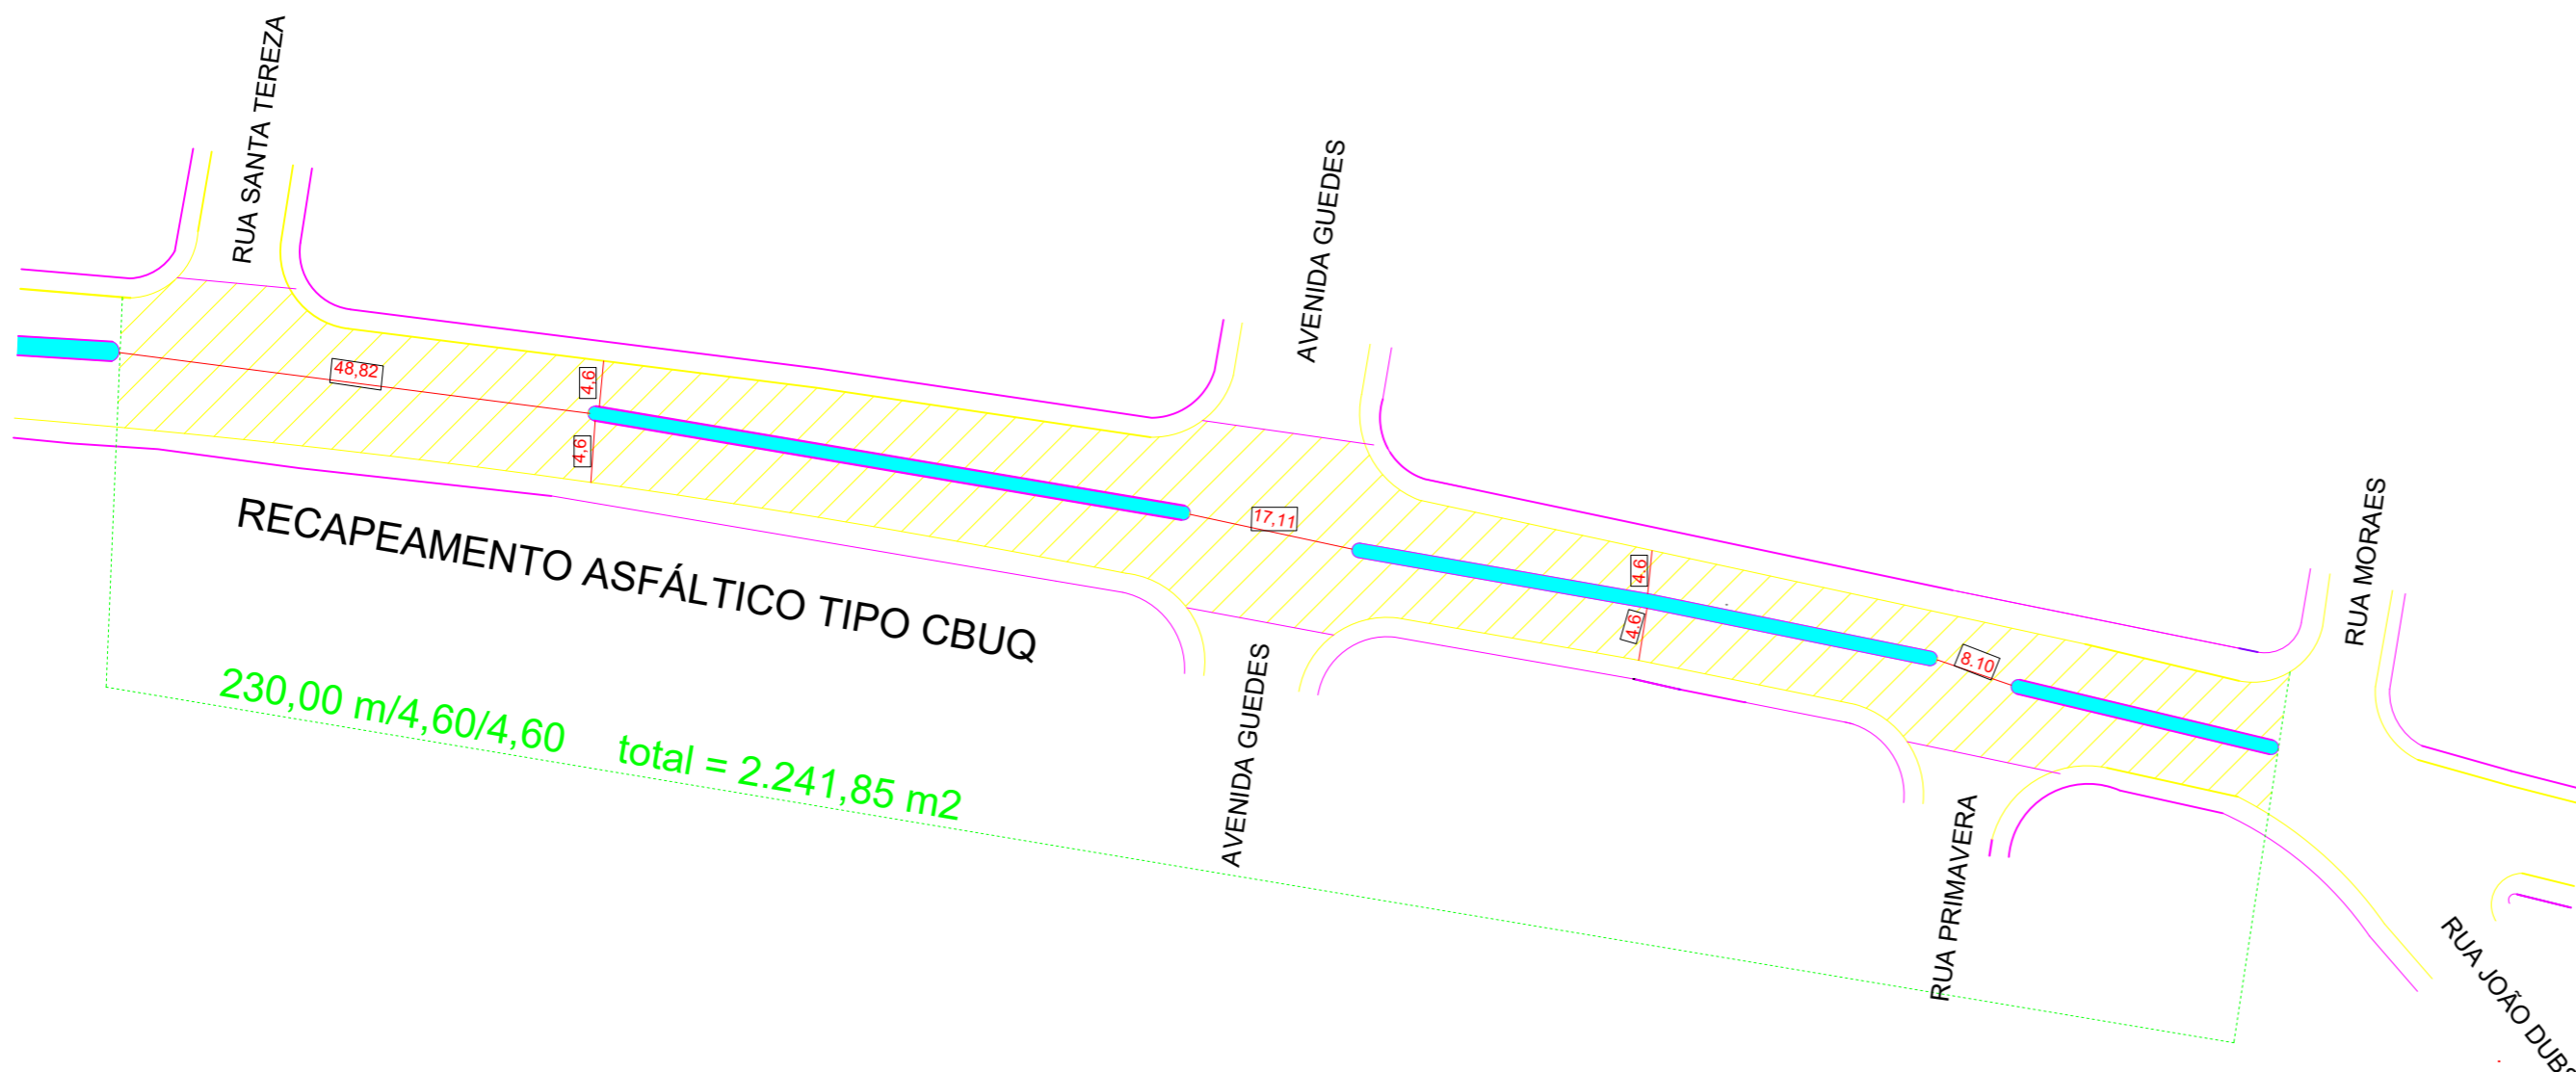 RUA SANTA TEREZA
AVENIDA GUEDES
48,82
4,6
4,6
RUA MORAES
17,11
4.6
4.6
RECAPEAMENTO ASFÁLTICO TIPO CBUQ
8.10
230,00 m/4,60/4,60 total = 2.241,85 m2
AVENIDA GUEDES
RUA PRIMAVERA
RUA JOÃO